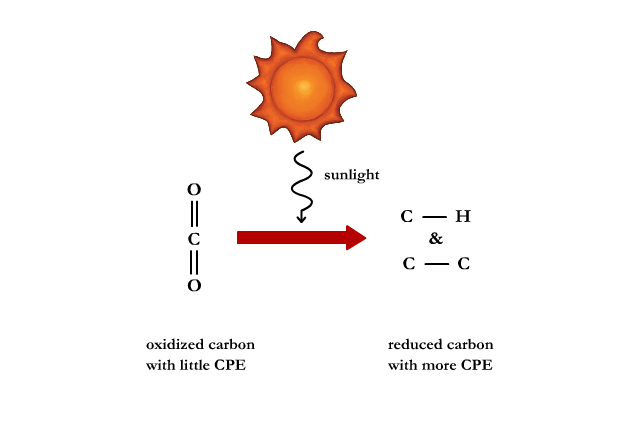 sunlight
O
C
O
C — H
&
C — C
oxidized carbon
with little CPE
reduced carbon
with more CPE